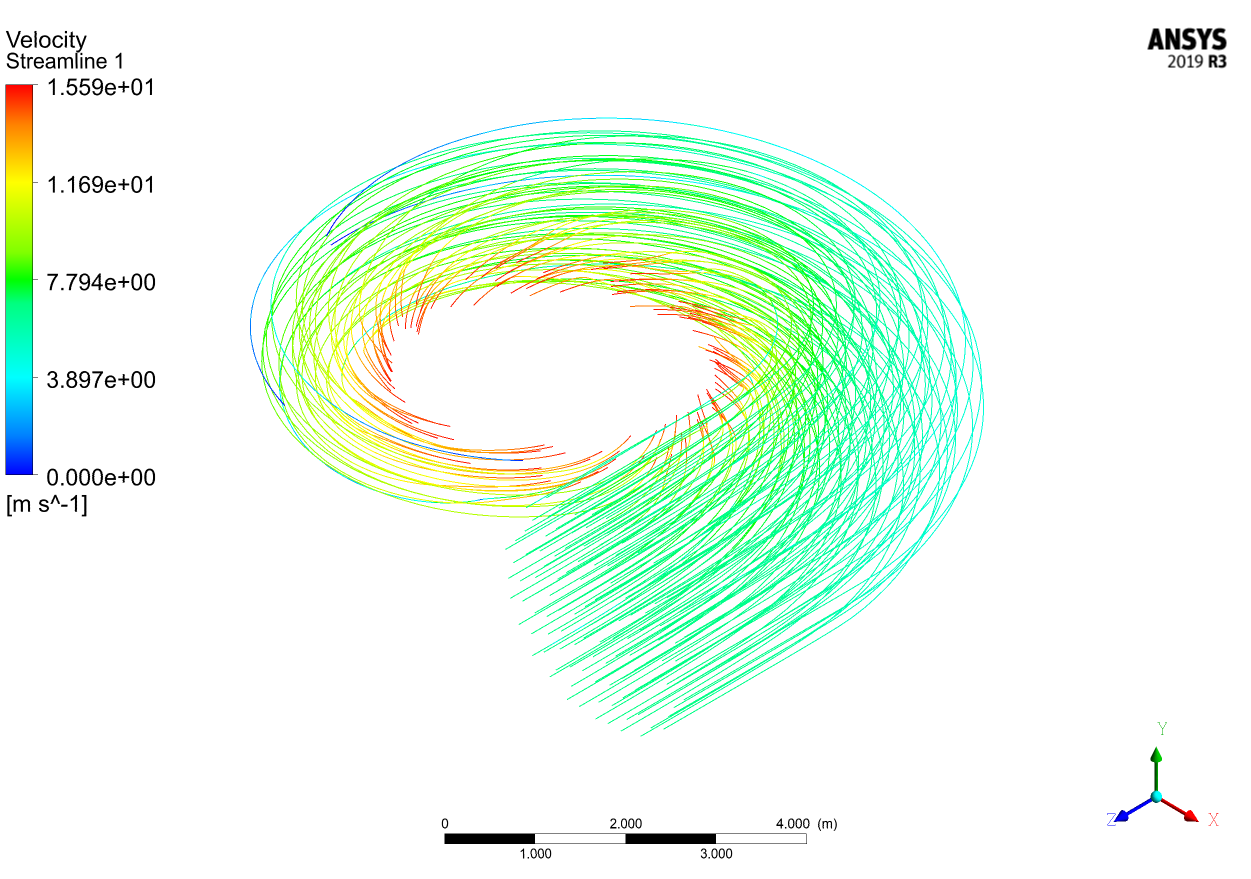 Velocity
Streamline 1
1.559e+01
1.169e+01
7.794e+00
3.897e+00
0.000e+00
[m s^-1]
ANSYS
2019 R3
Y
Z
X
0 2.000 4.000 (m)
1.000 3.000